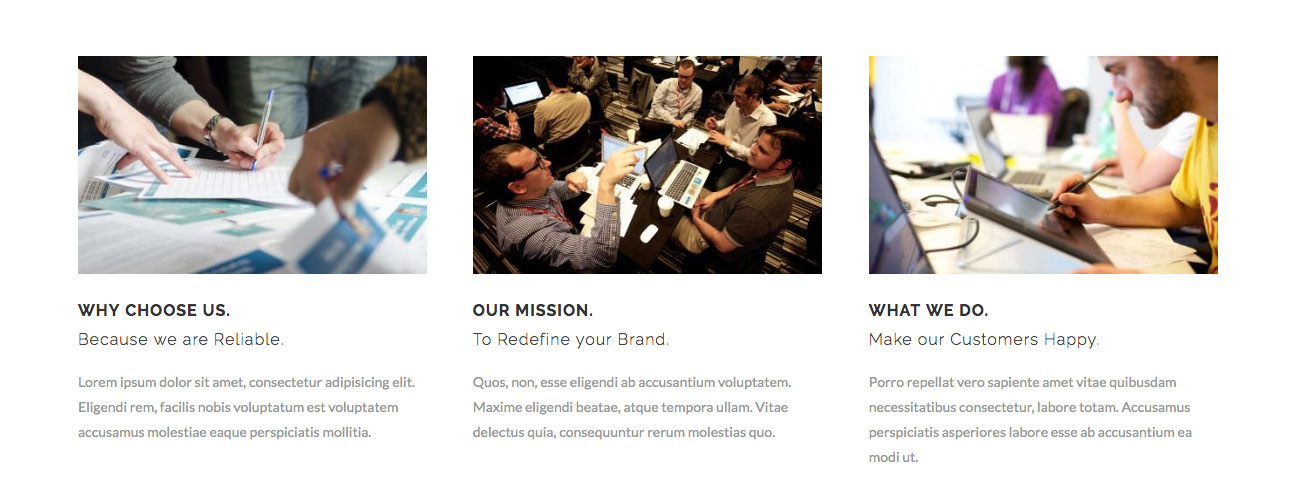 WHY CHOOSE US.
Because we are Reliable.
Lorem ipsum dolor sit amet, consectetur adipisicing elit.
Eligendi rem, facilis nobis voluptatum est voluptatem
accusamus molestiae eaque perspiciatis mollitia.
OUR MISSION.
To Redefine your Brand.
Quos, non, esse eligendi ab accusantium voluptatem.
Maxime eligendi beatae, atque tempora ullam. Vitae
delectus quia, consequuntur rerum molestias quo.
WHAT WE DO.
Make our Customers Happy.
Porro repellat vero sapiente amet vitae quibusdam
necessitatibus consectetur, labore totam. Accusamus
perspiciatis asperiores labore esse ab accusantium ea
modi ut.